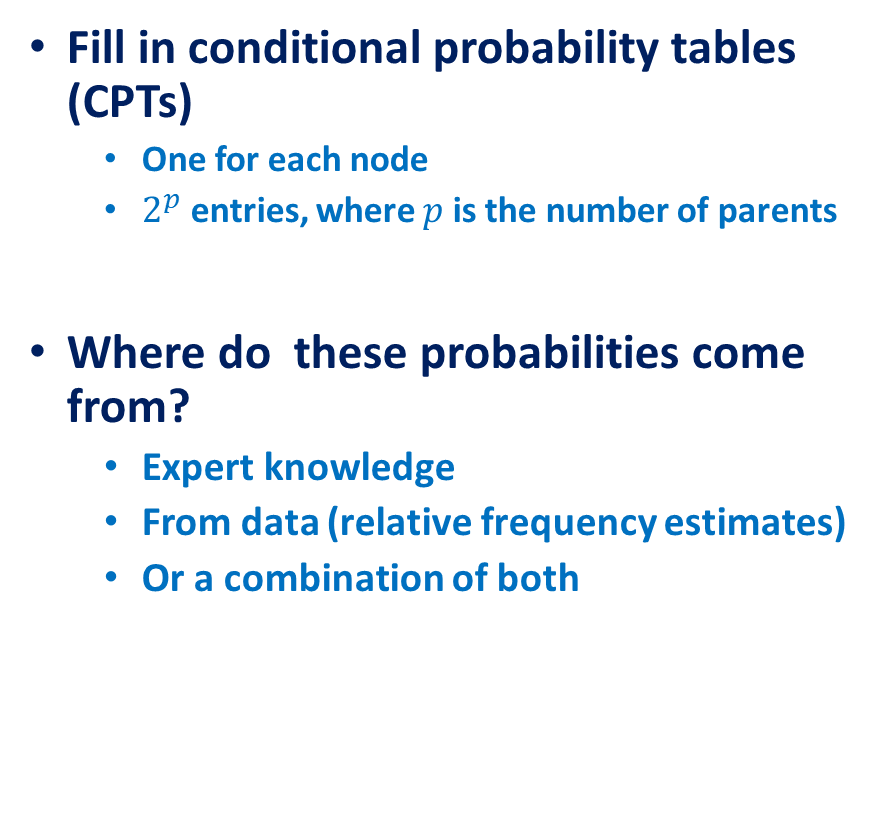 • Fill in conditional probability tables
(CPTs)
• One for each node
• 2^p entries, where p is the number of parents
• Where do  these probabilities come
from?
• Expert knowledge
• From data (relative frequency estimates)
• Or a combination of both